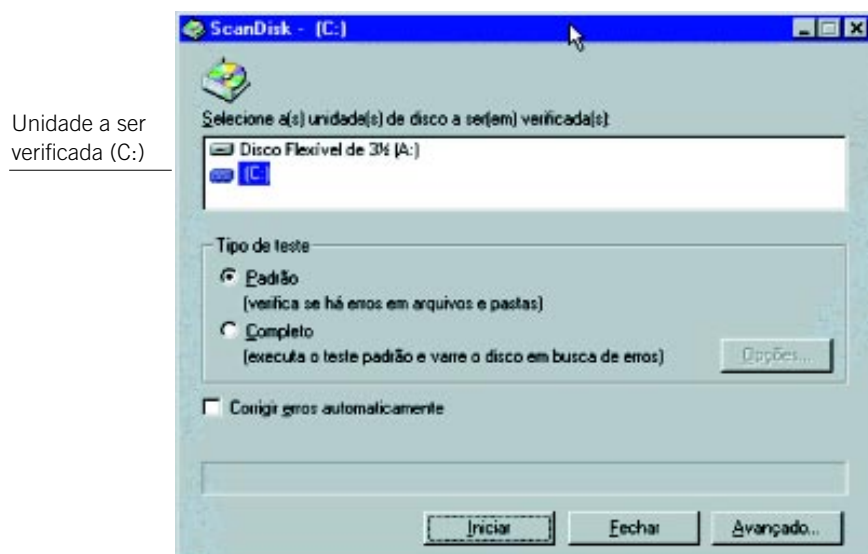 ScanDisk - (C:)
Unidade a ser
verificada (C:)
Selecione a(s) unidade(s) de disco a ser(em) verificada(s):
Disco Flexível de 3½ (A:)
(C:)
Tipo de teste
Padrão
(verifica se há erros em arquivos e pastas)
Completo
(executa o teste padrão e varre o disco em busca de erros)
Opções...
Corrigir erros automaticamente
Iniciar
Fechar
Avançado...